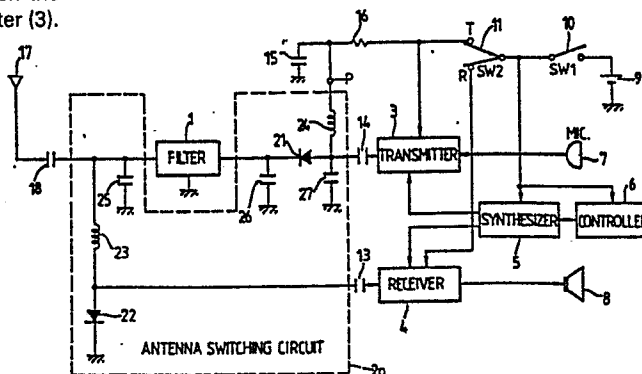 ter (3).
17
16
15
P
T
R
11
SW2
10
SW1
9
24
1
FILTER
21
14
3
TRANSMITTER
MIC.
7
18
25
26
27
6
SYNTHESIZER
CONTROLLER
5
23
13
RECEIVER
4
8
22
ANTENNA SWITCHING CIRCUIT
20